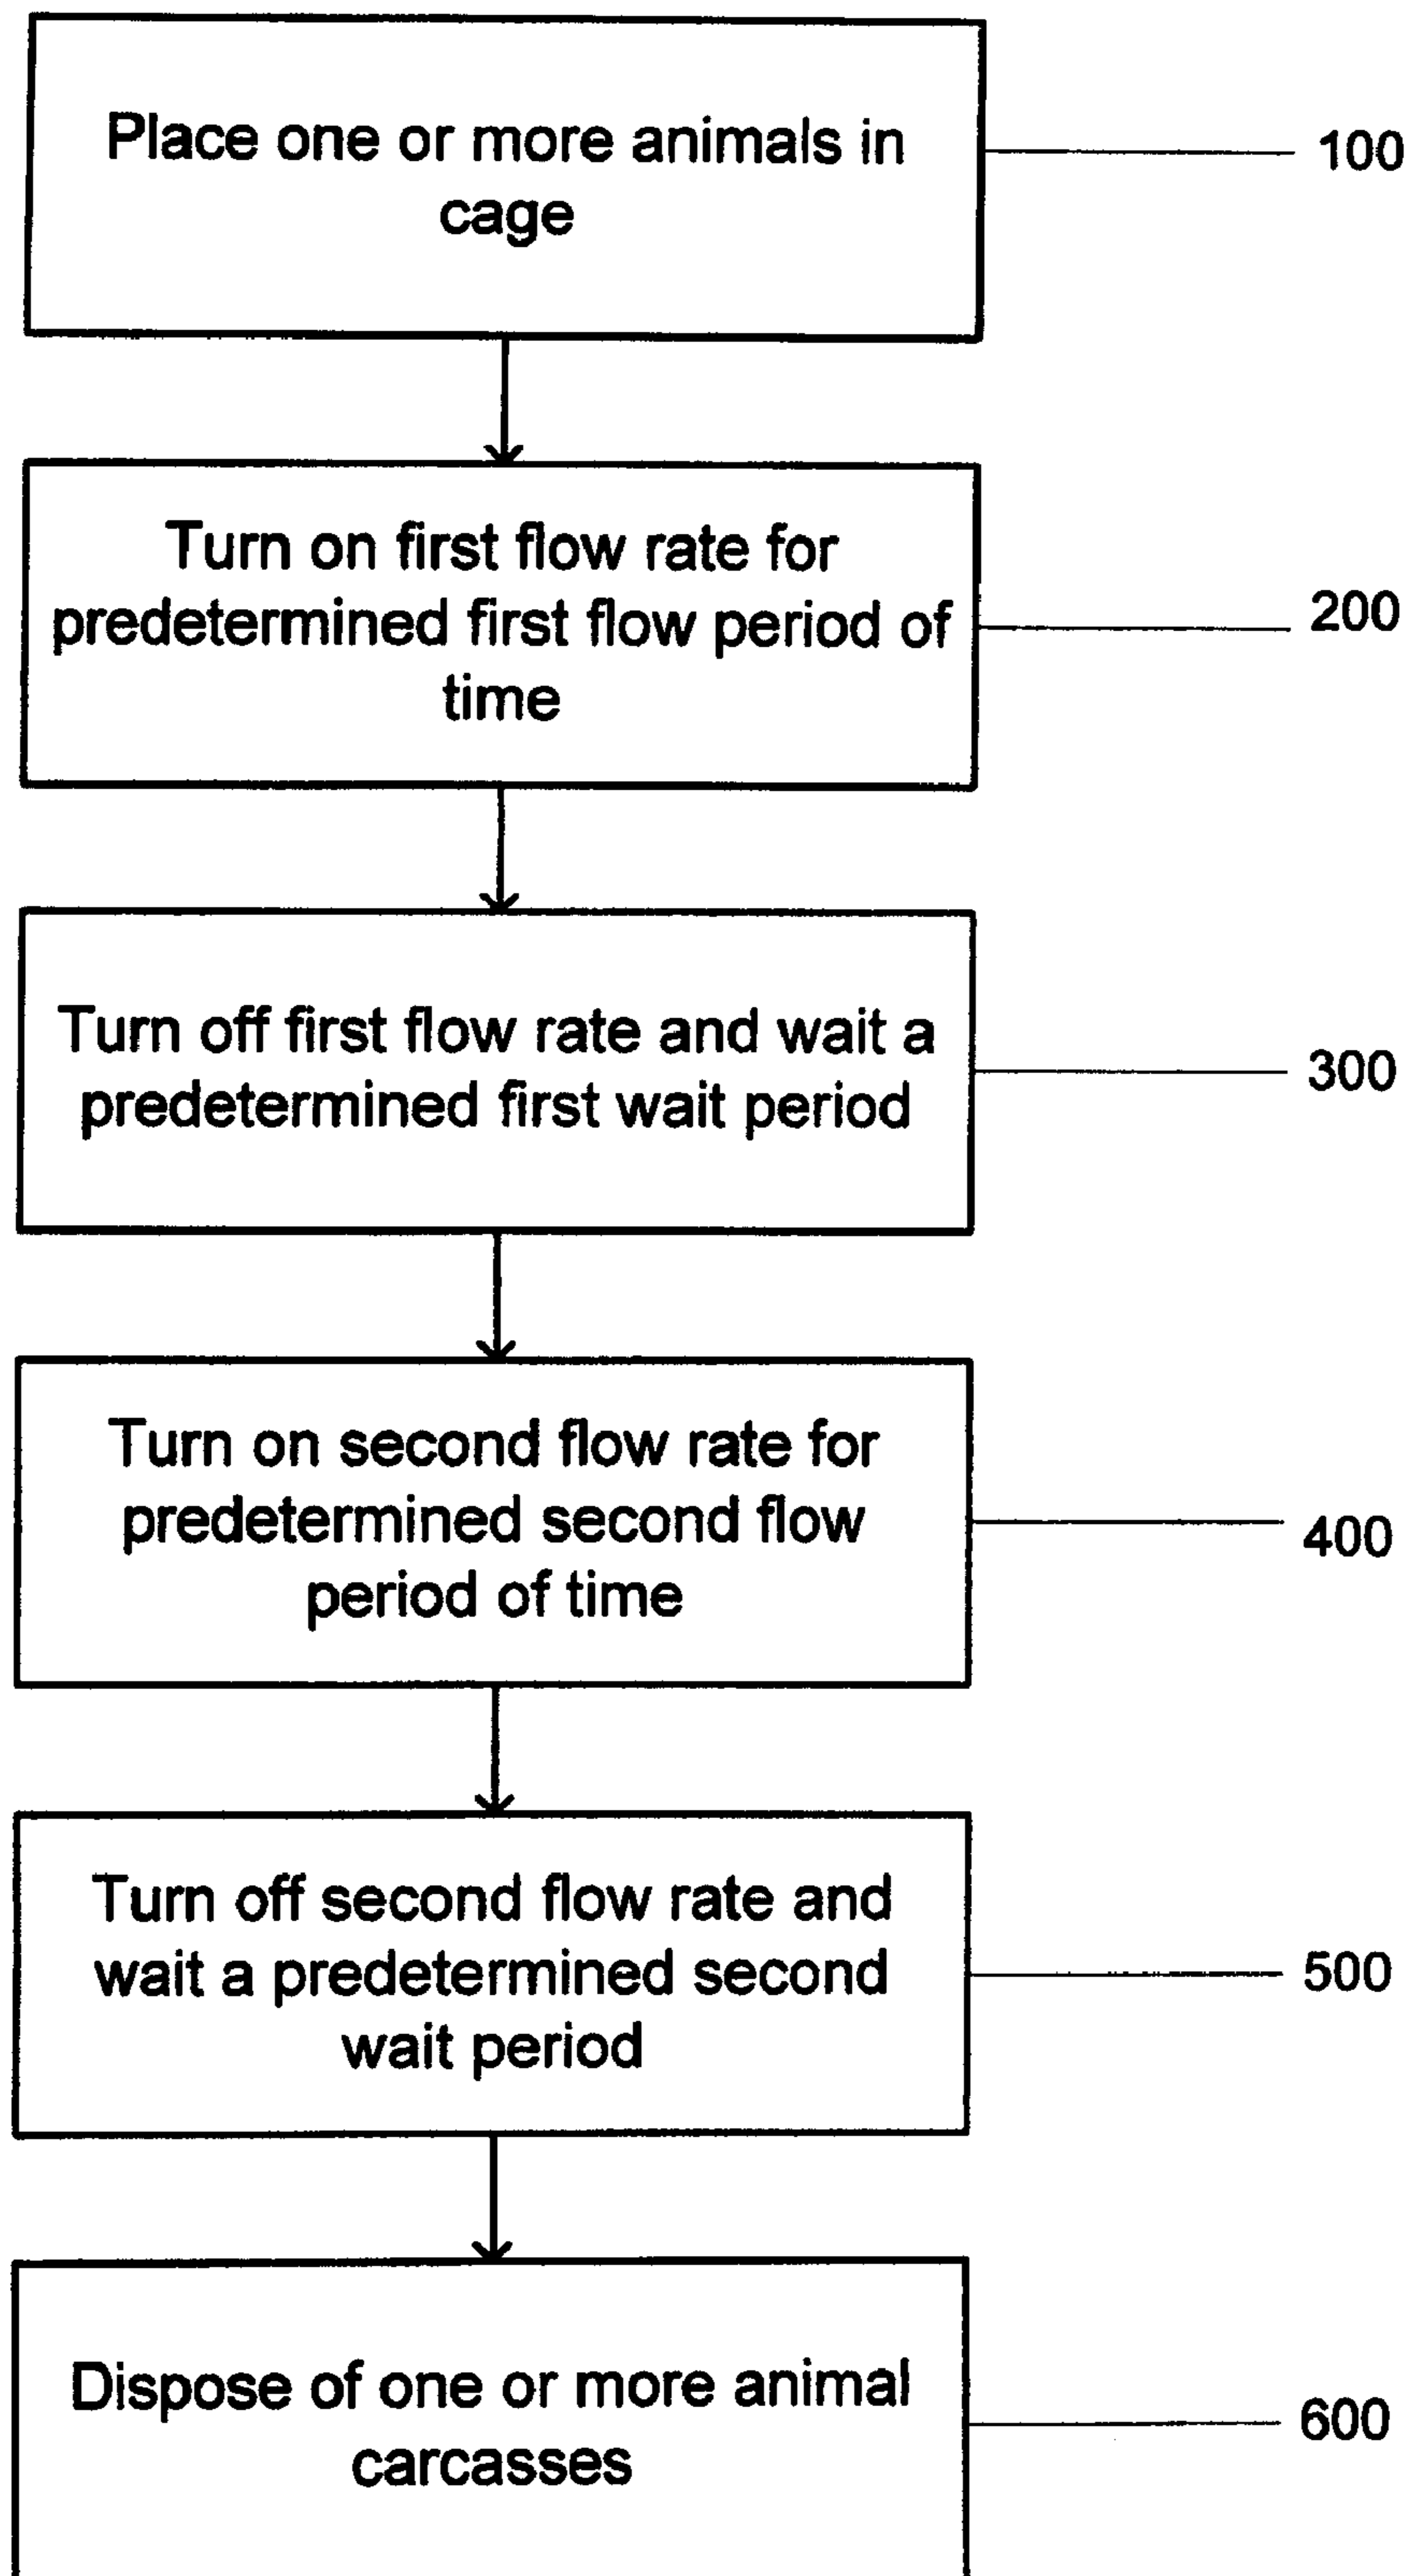 Place one or more animals in
cage
100
Turn on first flow rate for
predetermined first flow period of
time
200
Turn off first flow rate and wait a
predetermined first wait period
300
Turn on second flow rate for
predetermined second flow
period of time
400
Turn off second flow rate and
wait a predetermined second
wait period
500
Dispose of one or more animal
carcasses
600